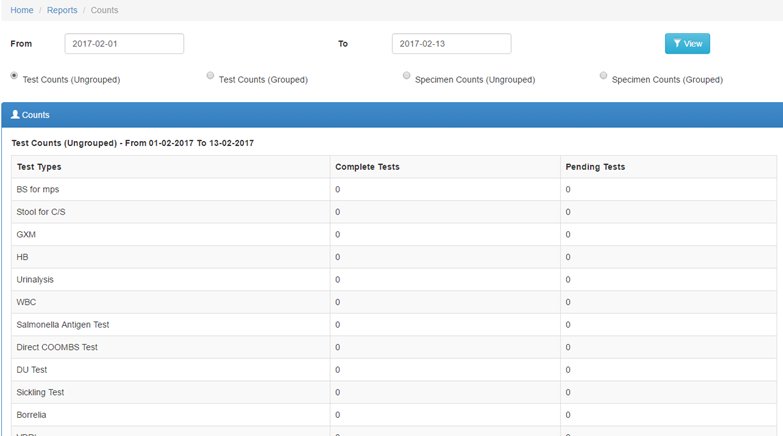 Home / Reports / Counts
From 2017-02-01 To 2017-02-13 View
Test Counts (Ungrouped) Test Counts (Grouped) Specimen Counts (Ungrouped) Specimen Counts (Grouped)
Counts
Test Counts (Ungrouped) - From 01-02-2017 To 13-02-2017
Test Types Complete Tests Pending Tests
BS for mps 0 0
Stool for C/S 0 0
GXM 0 0
HB 0 0
Urinalysis 0 0
WBC 0 0
Salmonella Antigen Test 0 0
Direct COOMBS Test 0 0
DU Test 0 0
Sickling Test 0 0
Borrelia 0 0